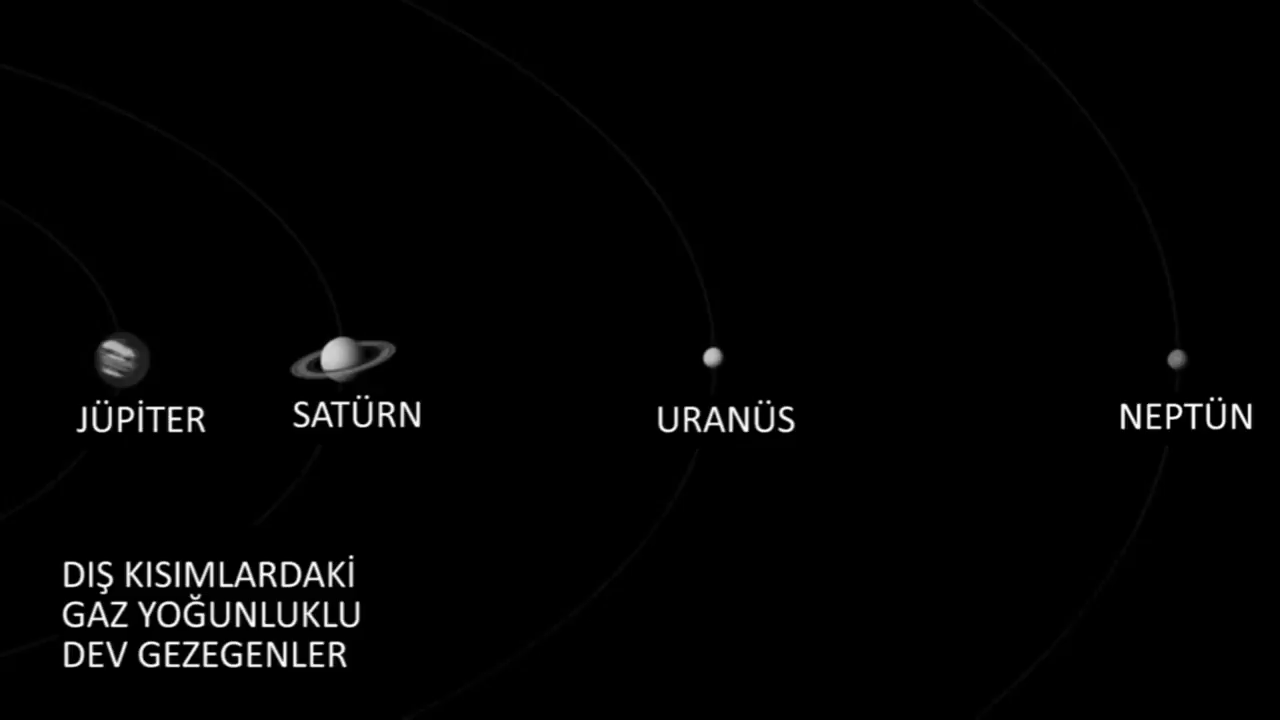 JÜPİTER
SATÜRN
URANÜS
NEPTÜN
DIŞ KISIMLARDAKİ
GAZ YOĞUNLUKLU
DEV GEZEGENLER